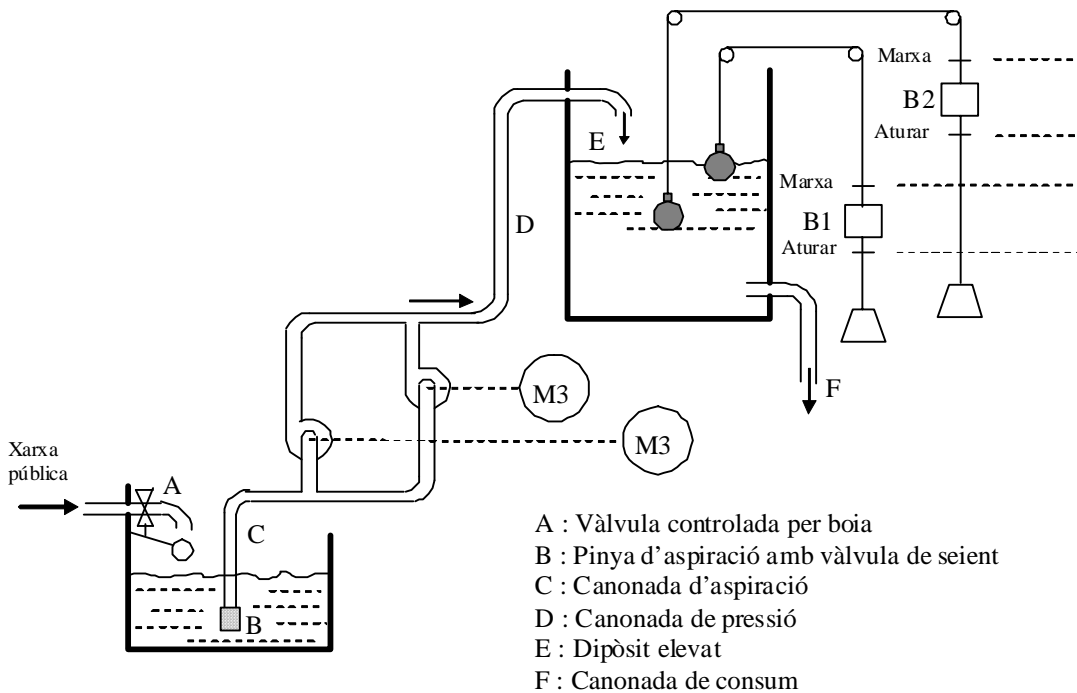 Marxa
B2
Aturar
E
Marxa
B1
Aturar
D
M3
F
M3
Xarxa
pública
A
C
B
A : Vàlvula controlada per boia
B : Pinya d'aspiració amb vàlvula de seient
C : Canonada d'aspiració
D : Canonada de pressió
E : Dipòsit elevat
F : Canonada de consum